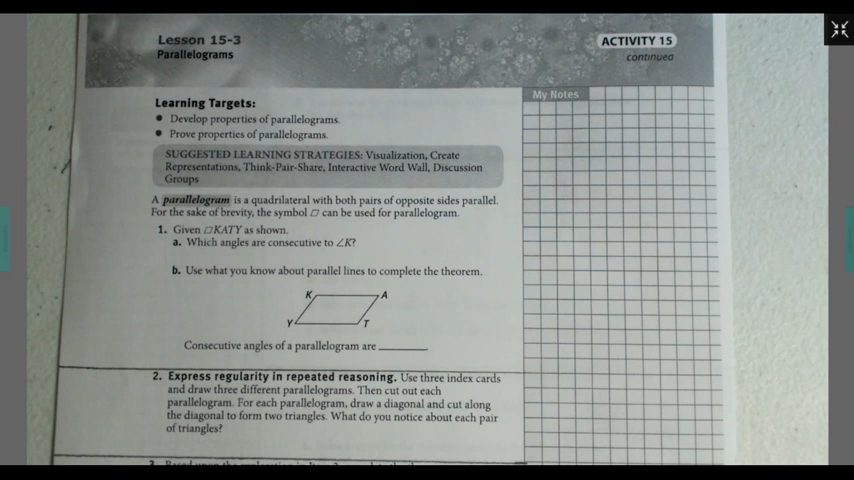 Lesson 15-3
Parallelograms
ACTIVITY 15
continued
My Notes
Learning Targets:
• Develop properties of parallelograms.
• Prove properties of parallelograms.
SUGGESTED LEARNING STRATEGIES: Visualization, Create
Representations, Think-Pair-Share, Interactive Word Wall, Discussion
Groups
A parallelogram is a quadrilateral with both pairs of opposite sides parallel.
For the sake of brevity, the symbol ▱ can be used for parallelogram.
1. Given ▱KATY as shown.
a. Which angles are consecutive to ∠K?
b. Use what you know about parallel lines to complete the theorem.
K A
Y T
Consecutive angles of a parallelogram are ________
2. Express regularity in repeated reasoning. Use three index cards
and draw three different parallelograms. Then cut out each
parallelogram. For each parallelogram, draw a diagonal and cut along
the diagonal to form two triangles. What do you notice about each pair
of triangles?